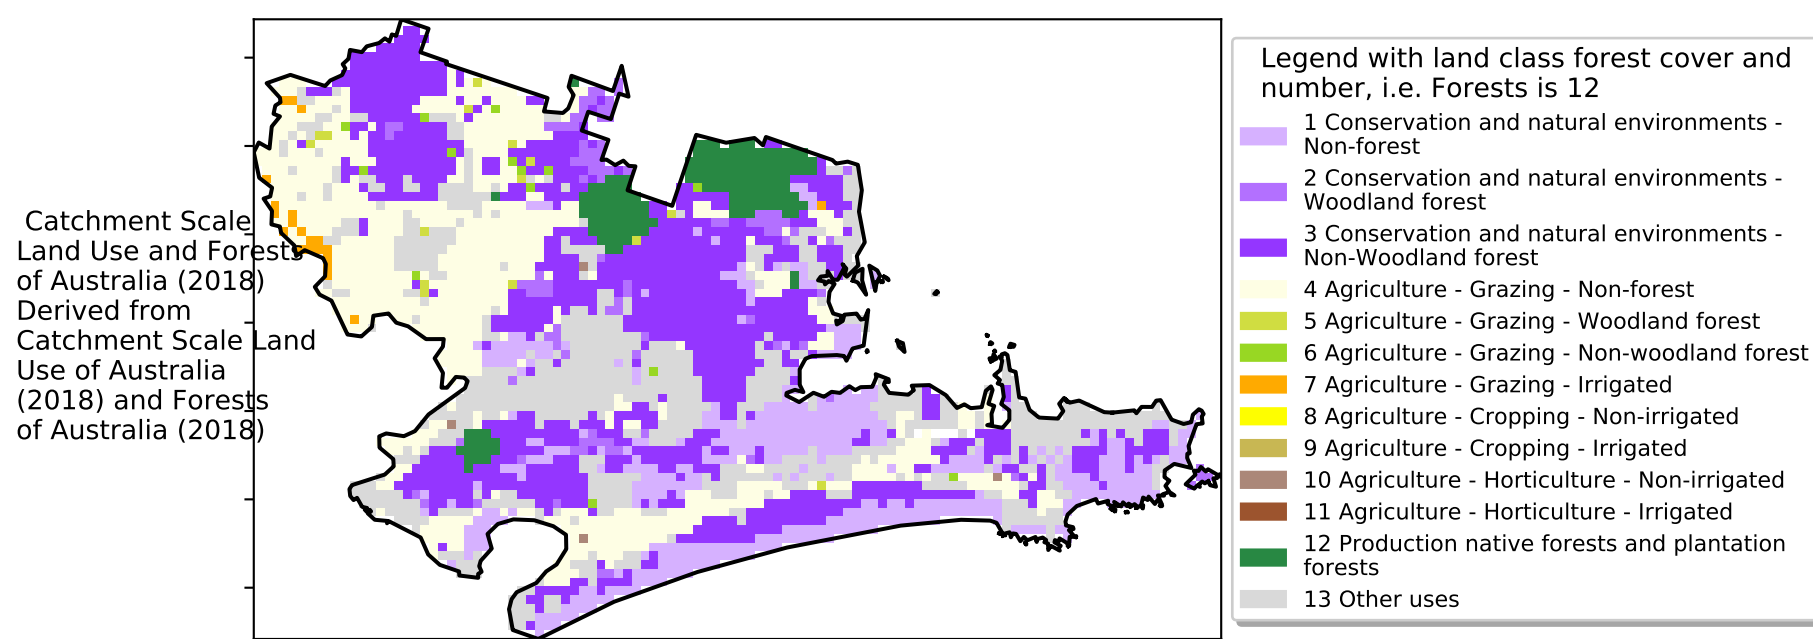 Catchment Scale
Land Use and Forests
of Australia (2018)
Derived from
Catchment Scale Land
Use of Australia
(2018) and Forests
of Australia (2018)
Legend with land class forest cover and
number, i.e. Forests is 12
1 Conservation and natural environments -
Non-forest
2 Conservation and natural environments -
Woodland forest
3 Conservation and natural environments -
Non-Woodland forest
4 Agriculture - Grazing - Non-forest
5 Agriculture - Grazing - Woodland forest
6 Agriculture - Grazing - Non-woodland forest
7 Agriculture - Grazing - Irrigated
8 Agriculture - Cropping - Non-irrigated
9 Agriculture - Cropping - Irrigated
10 Agriculture - Horticulture - Non-irrigated
11 Agriculture - Horticulture - Irrigated
12 Production native forests and plantation
forests
13 Other uses